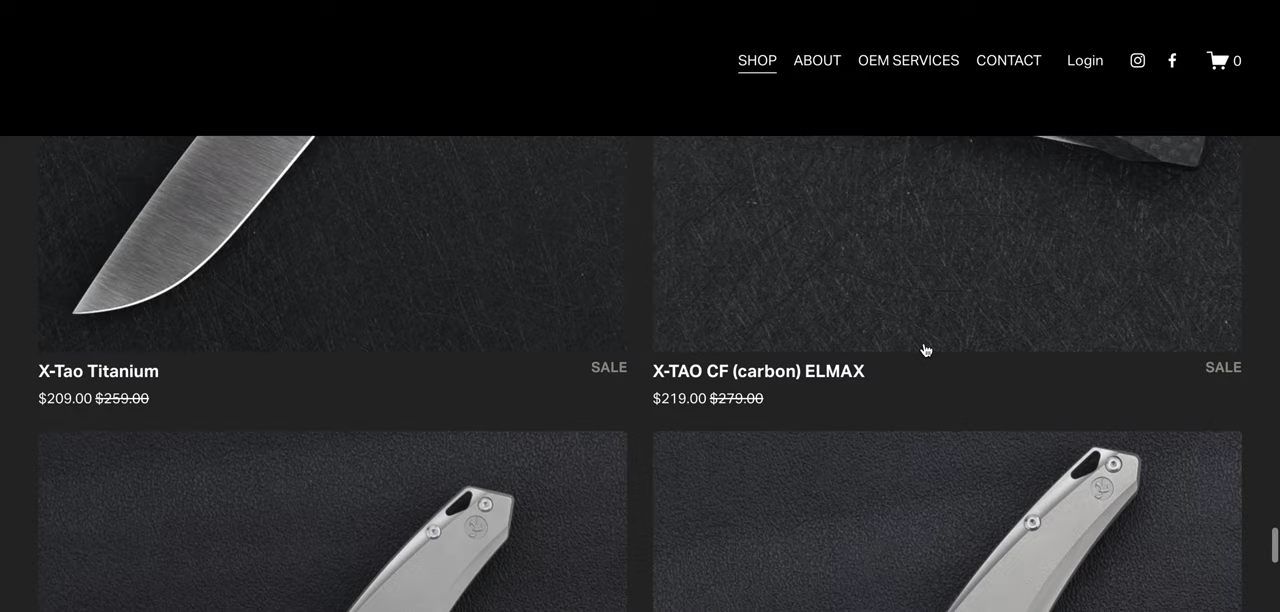 SHOP ABOUT OEM SERVICES CONTACT Login 0
X-Tao Titanium SALE
$209.00 $259.00
X-TAO CF (carbon) ELMAX SALE
$219.00 $279.00